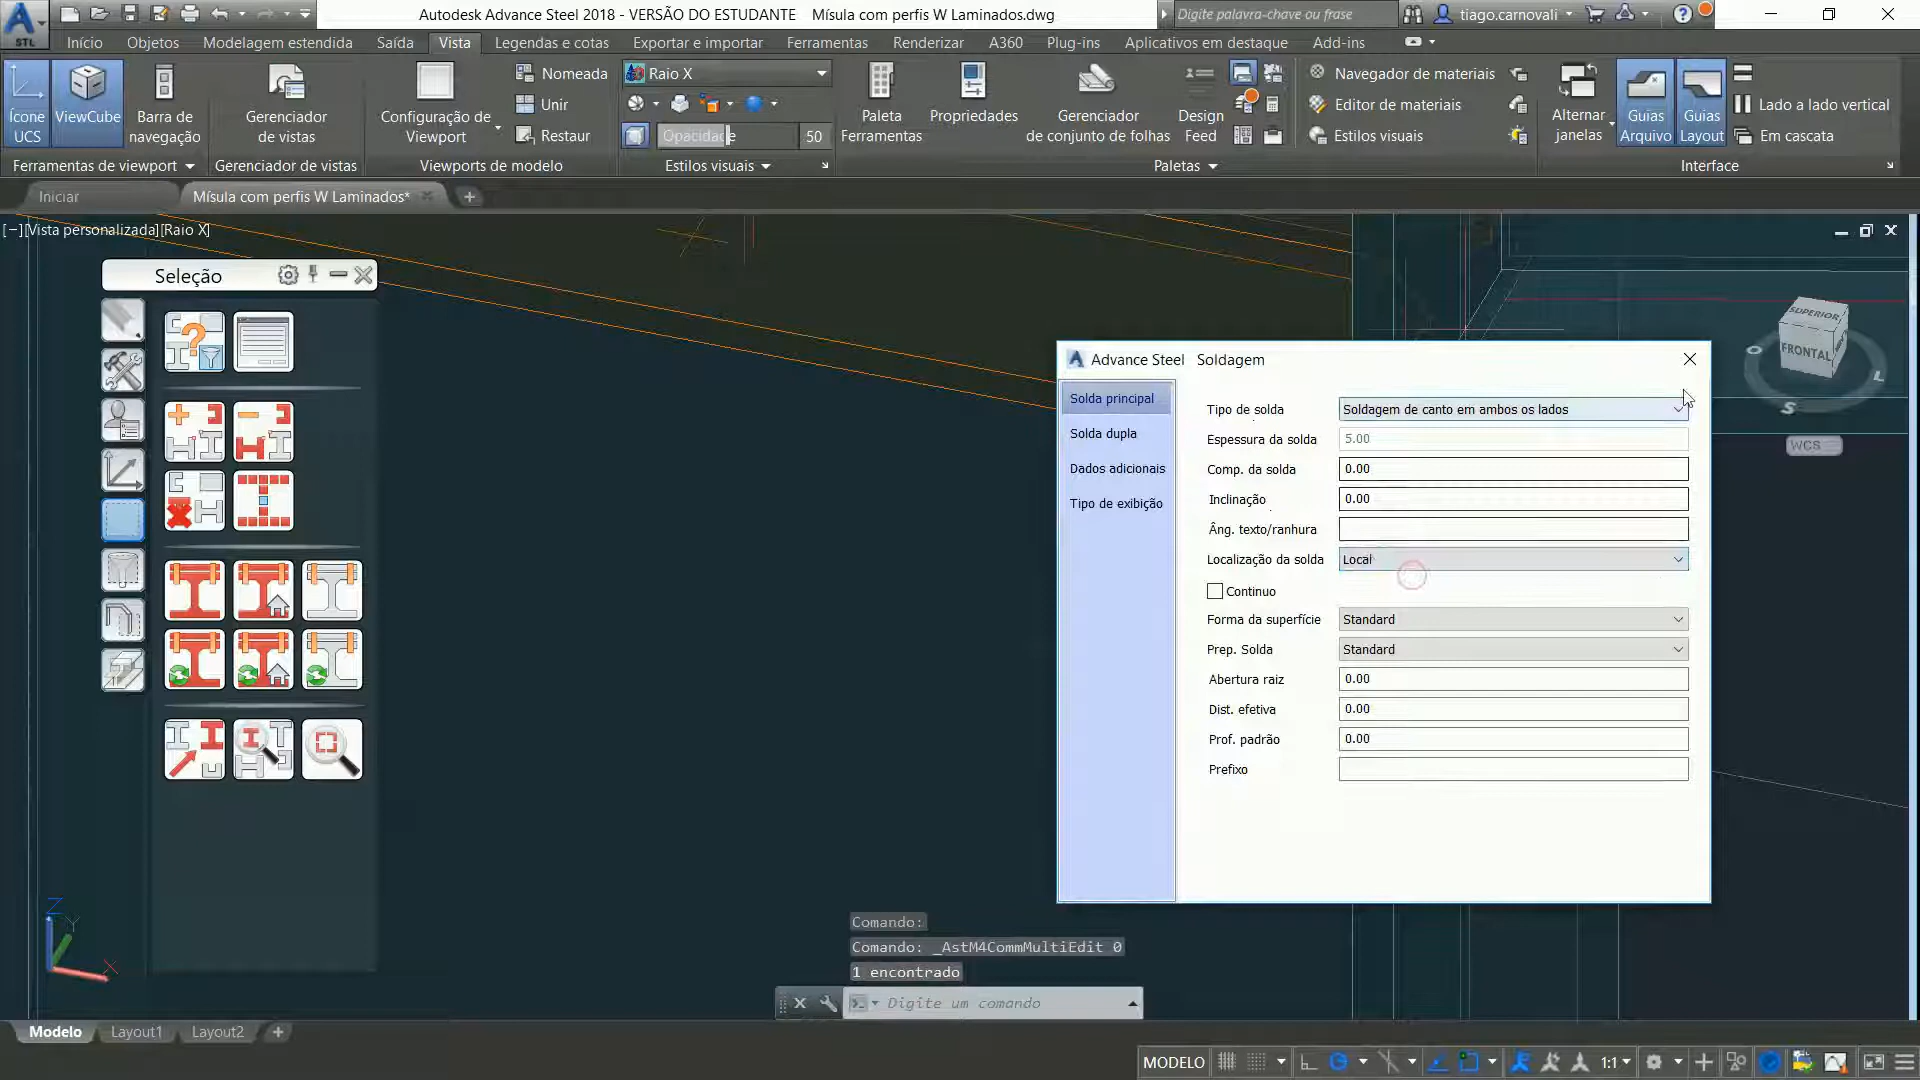 Autodesk Advance Steel 2018 - VERSÃO DO ESTUDANTE Mísula com perfis W Laminados.dwg
Digite palavra-chave ou frase
tiago.carnovali
STL
Início Objetos Modelagem estendida Saída Vista Legendas e cotas Exportar e importar Ferramentas Renderizar A360 Plug-ins Aplicativos em destaque Add-ins
Ícone UCS
ViewCube
Barra de navegação
Gerenciador de vistas
Configuração de Viewport
Nomeada
Unir
Restaur
Raio X
Opacidade 50
Paleta Ferramentas
Propriedades
Gerenciador de conjunto de folhas
Design Feed
Navegador de materiais
Editor de materiais
Estilos visuais
Alternar janelas
Guias Arquivo
Guias Layout
Lado a lado vertical
Em cascata
Ferramentas de viewport Gerenciador de vistas Viewports de modelo Estilos visuais Paletas Interface
Iniciar Mísula com perfis W Laminados*
[−][Vista personalizada][Raio X]
Seleção
SUPERIOR
FRONTAL
O
L
S
WCS
Advance Steel Soldagem
Solda principal
Solda dupla
Dados adicionais
Tipo de exibição
Tipo de solda Soldagem de canto em ambos os lados
Espessura da solda 5.00
Comp. da solda 0.00
Inclinação 0.00
Âng. texto/ranhura
Localização da solda Local
Continuo
Forma da superfície Standard
Prep. Solda Standard
Abertura raiz 0.00
Dist. efetiva 0.00
Prof. padrão 0.00
Prefixo
Z
Y
X
Comando:
Comando: _AstM4CommMultiEdit 0
1 encontrado
Digite um comando
Modelo Layout1 Layout2
MODELO 1:1